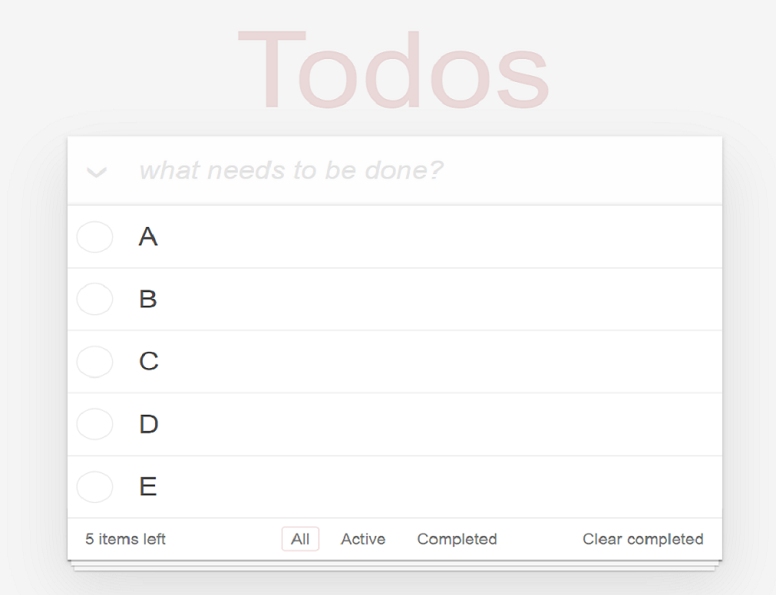 Todos
what needs to be done?
A
B
C
D
E
5 items left All Active Completed Clear completed